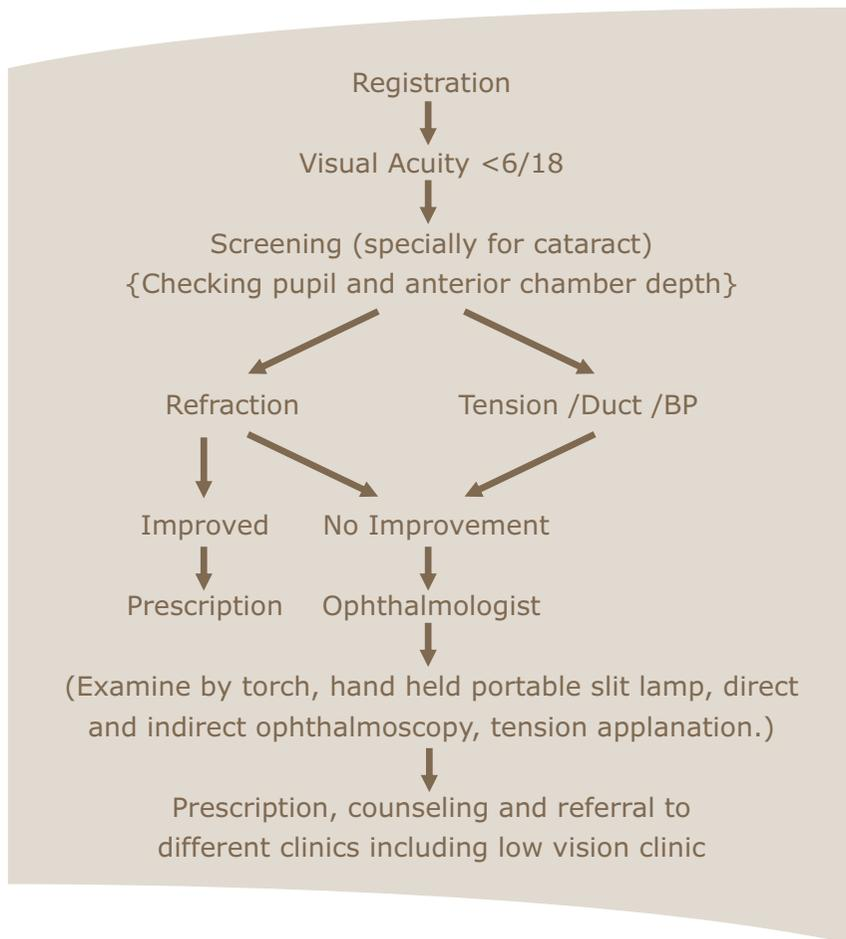 Registration
Visual Acuity <6/18
Screening (specially for cataract)
{Checking pupil and anterior chamber depth}
Refraction
Tension /Duct /BP
Improved
No Improvement
Prescription
Ophthalmologist
(Examine by torch, hand held portable slit lamp, direct
and indirect ophthalmoscopy, tension applanation.)
Prescription, counseling and referral to
different clinics including low vision clinic